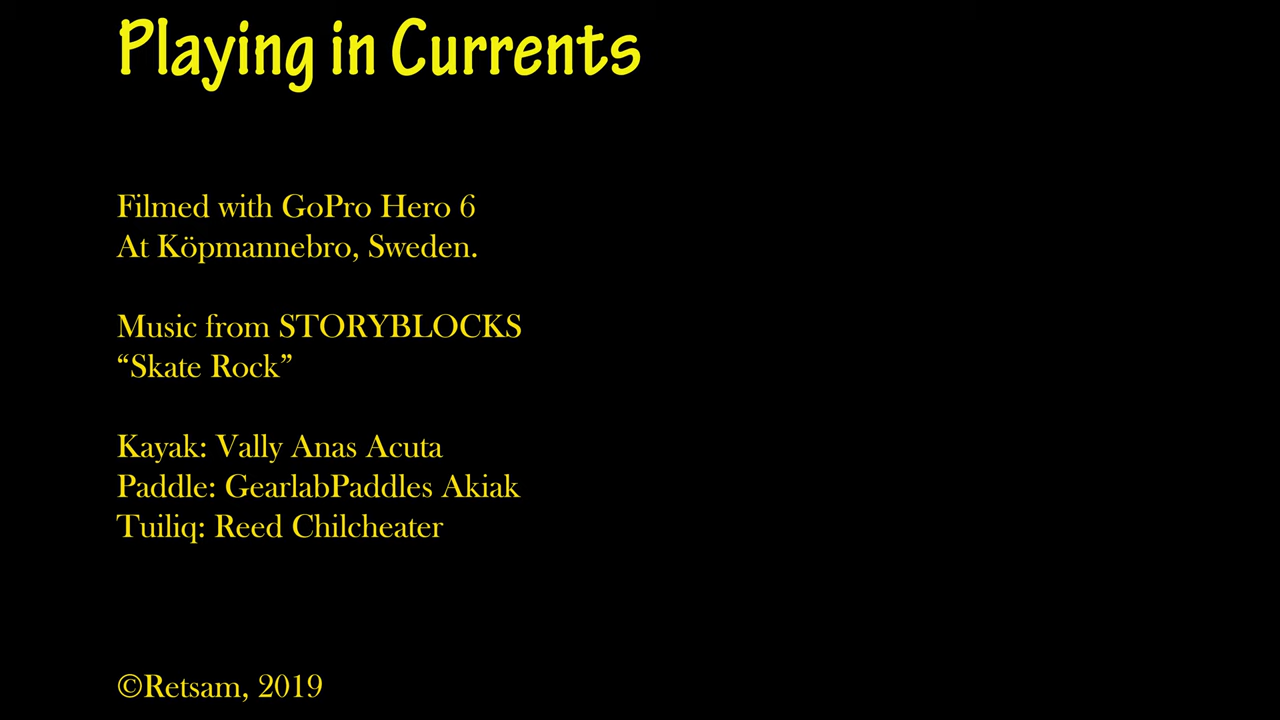 Playing in Currents
Filmed with GoPro Hero 6
At Köpmannebro, Sweden.
Music from STORYBLOCKS
“Skate Rock”
Kayak: Vally Anas Acuta
Paddle: GearlabPaddles Akiak
Tuiliq: Reed Chilcheater
©Retsam, 2019